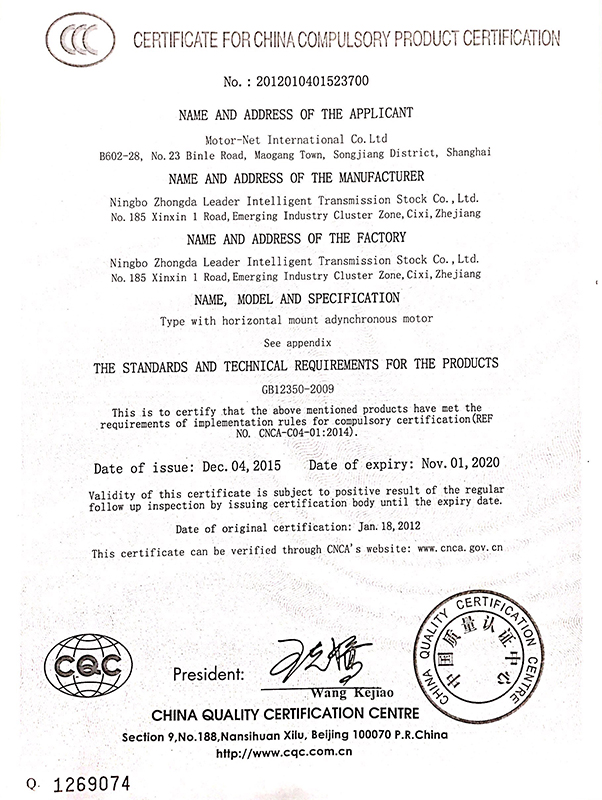 CCC CERTIFICATE FOR CHINA COMPULSORY PRODUCT CERTIFICATION
No. : 2012010401523700
NAME AND ADDRESS OF THE APPLICANT
Motor-Net International Co. Ltd
B602-28, No. 23 Binle Road, Maogang Town, Songjiang District, Shanghai
NAME AND ADDRESS OF THE MANUFACTURER
Ningbo Zhongda Leader Intelligent Transmission Stock Co., Ltd.
No. 185 Xinxin 1 Road, Emerging Industry Cluster Zone, Cixi, Zhejiang
NAME AND ADDRESS OF THE FACTORY
Ningbo Zhongda Leader Intelligent Transmission Stock Co., Ltd.
No. 185 Xinxin 1 Road, Emerging Industry Cluster Zone, Cixi, Zhejiang
NAME, MODEL AND SPECIFICATION
Type with horizontal mount adynchronous motor
See appendix
THE STANDARDS AND TECHNICAL REQUIREMENTS FOR THE PRODUCTS
GB12350-2009
This is to certify that the above mentioned products have met the
requirements of implementation rules for compulsory certification(REF
NO. CNCA-C04-01:2014).
Date of issue: Dec. 04, 2015 Date of expiry: Nov. 01, 2020
Validity of this certificate is subject to positive result of the regular
follow up inspection by issuing certification body until the expiry date.
Date of original certification: Jan. 18, 2012
This certificate can be verified through CNCA's website: www.cnca.gov.cn
CHINA QUALITY CERTIFICATION CENTRE
中国质量认证中心
CQC
President: 王克娇
Wang Kejiao
CHINA QUALITY CERTIFICATION CENTRE
Section 9,No.188,Nansihuan Xilu, Beijing 100070 P.R.China
http://www.cqc.com.cn
Q. 1269074